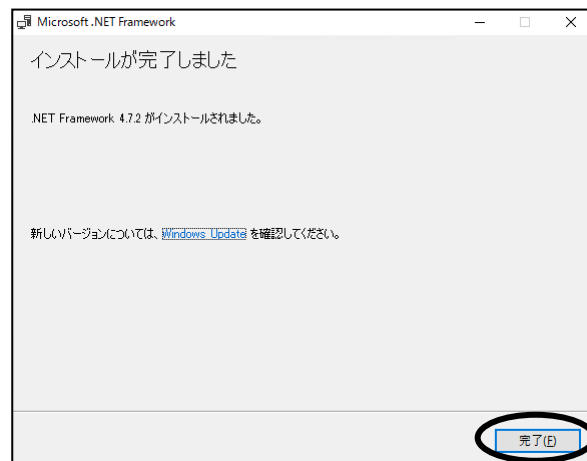 Microsoft .NET Framework
インストールが完了しました
.NET Framework 4.7.2 がインストールされました。
新しいバージョンについては、Windows Update を確認してください。
完了(F)